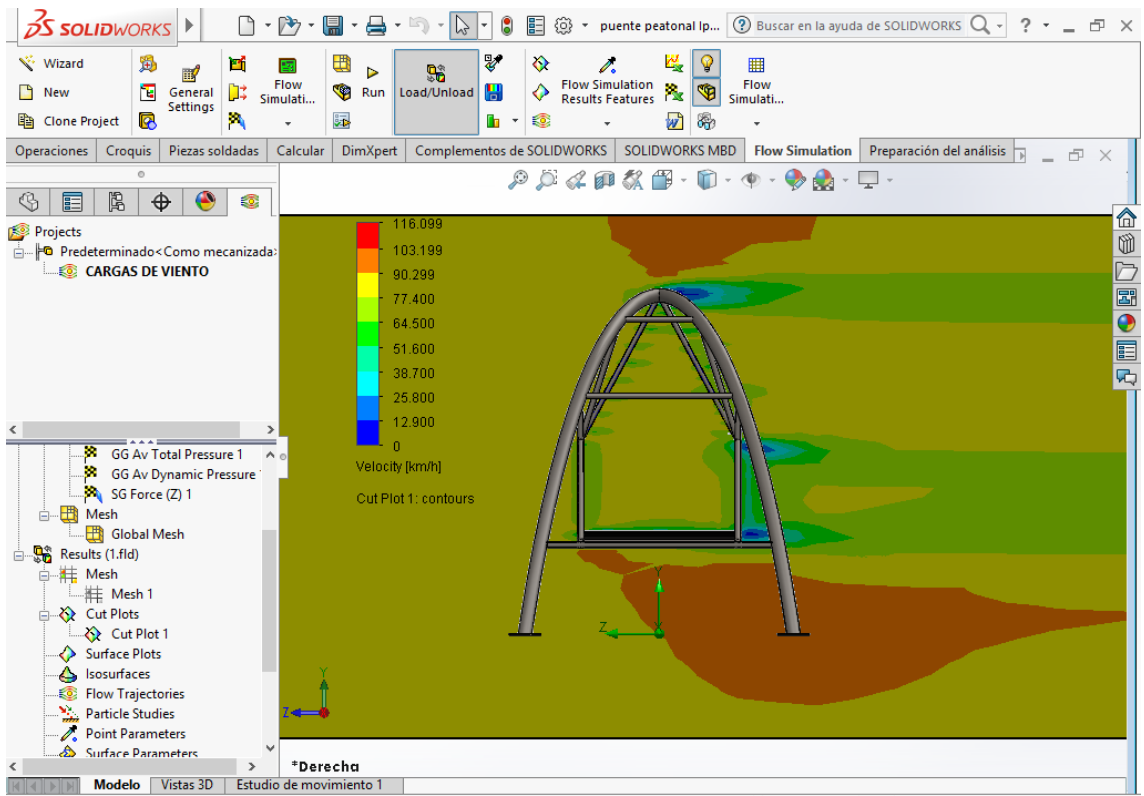 SOLIDWORKS
puente peatonal Ip...
Buscar en la ayuda de SOLIDWORKS
?
Wizard
New
Clone Project
General Settings
Flow Simulati...
Run
Load/Unload
Flow Simulation Results Features
Flow Simulati...
Operaciones
Croquis
Piezas soldadas
Calcular
DimXpert
Complementos de SOLIDWORKS
SOLIDWORKS MBD
Flow Simulation
Preparación del análisis
Projects
Predeterminado<Como mecanizada>
CARGAS DE VIENTO
GG Av Total Pressure 1
GG Av Dynamic Pressure
SG Force (Z) 1
Mesh
Global Mesh
Results (1.fld)
Mesh
Mesh 1
Cut Plots
Cut Plot 1
Surface Plots
Isosurfaces
Flow Trajectories
Particle Studies
Point Parameters
Surface Parameters
116.099
103.199
90.299
77.400
64.500
51.600
38.700
25.800
12.900
0
Velocity [km/h]
Cut Plot 1: contours
Y
Z
Y
Z
*Derecha
Modelo
Vistas 3D
Estudio de movimiento 1